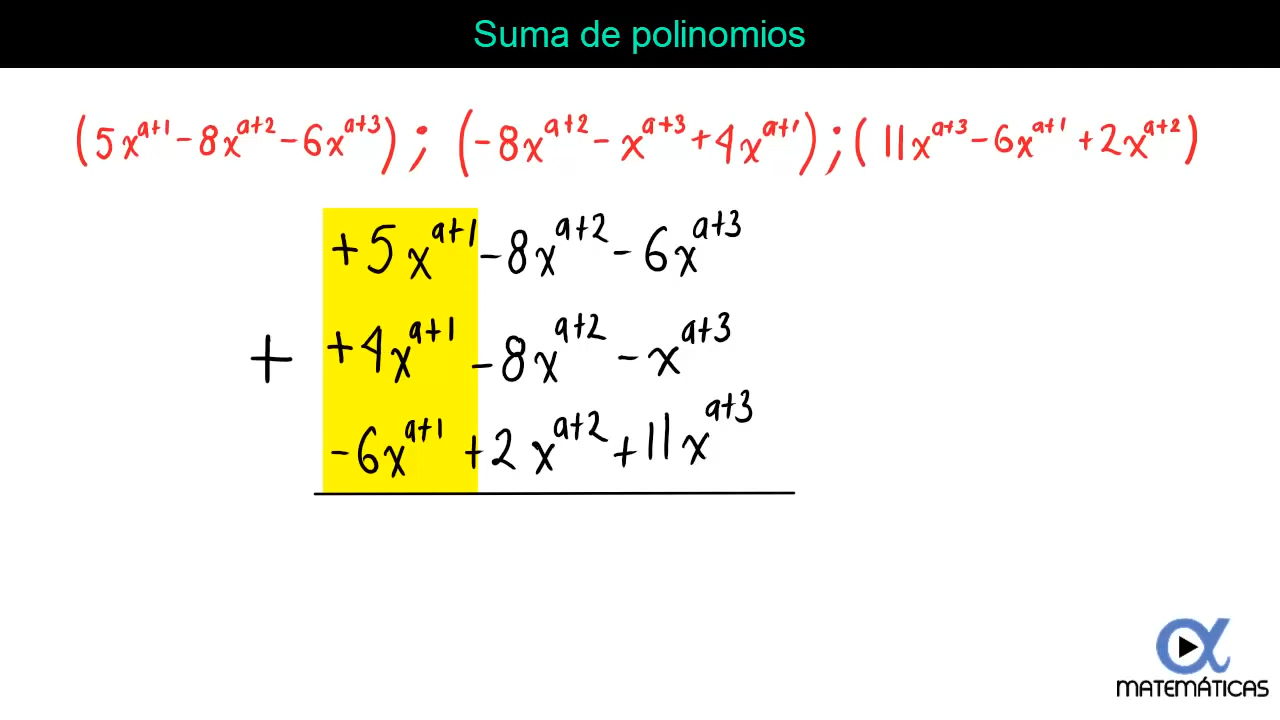 Suma de polinomios
(5x^{a+1} - 8x^{a+2} - 6x^{a+3}) ; (-8x^{a+2} - x^{a+3} + 4x^{a+1}) ; (11x^{a+3} - 6x^{a+1} + 2x^{a+2})
+5x^{a+1} - 8x^{a+2} - 6x^{a+3}
+ +4x^{a+1} - 8x^{a+2} - x^{a+3}
-6x^{a+1} + 2x^{a+2} + 11x^{a+3}
MATEMÁTICAS